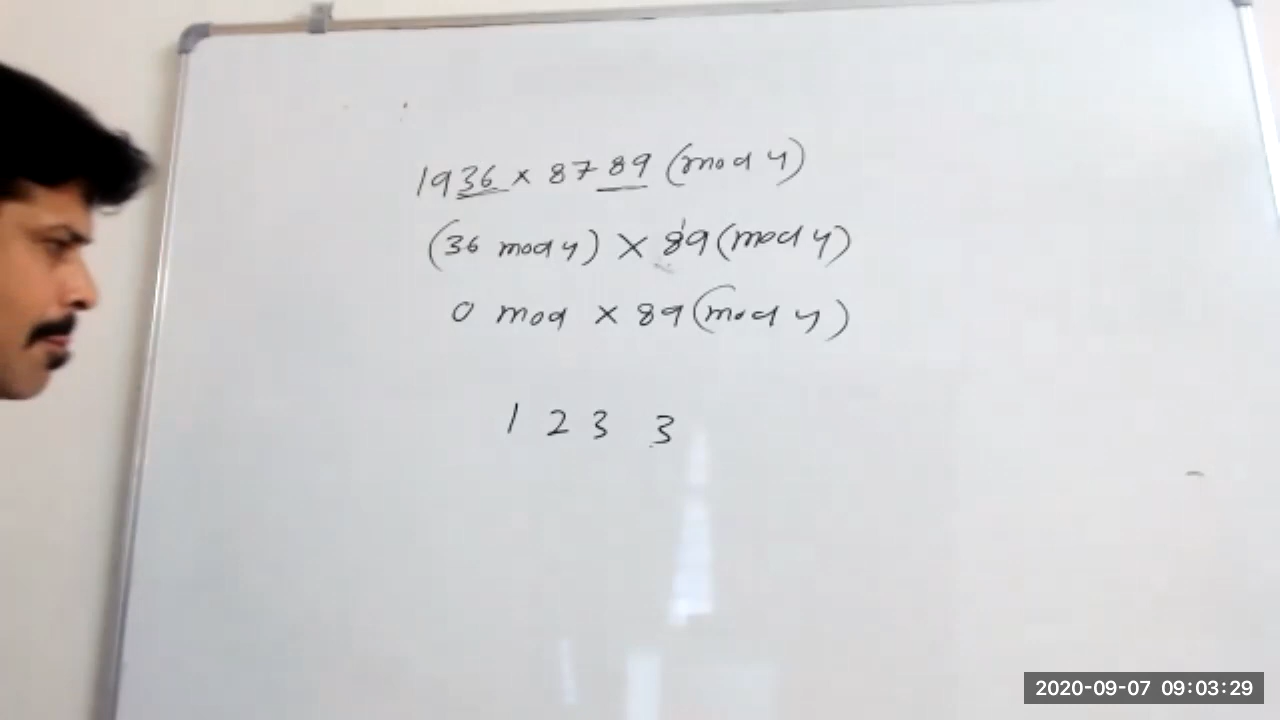 1936 × 8789 (mod 4)
(36 mod 4) × 89 (mod 4)
0 mod × 89 (mod 4)
1 2 3 3
2020-09-07 09:03:29